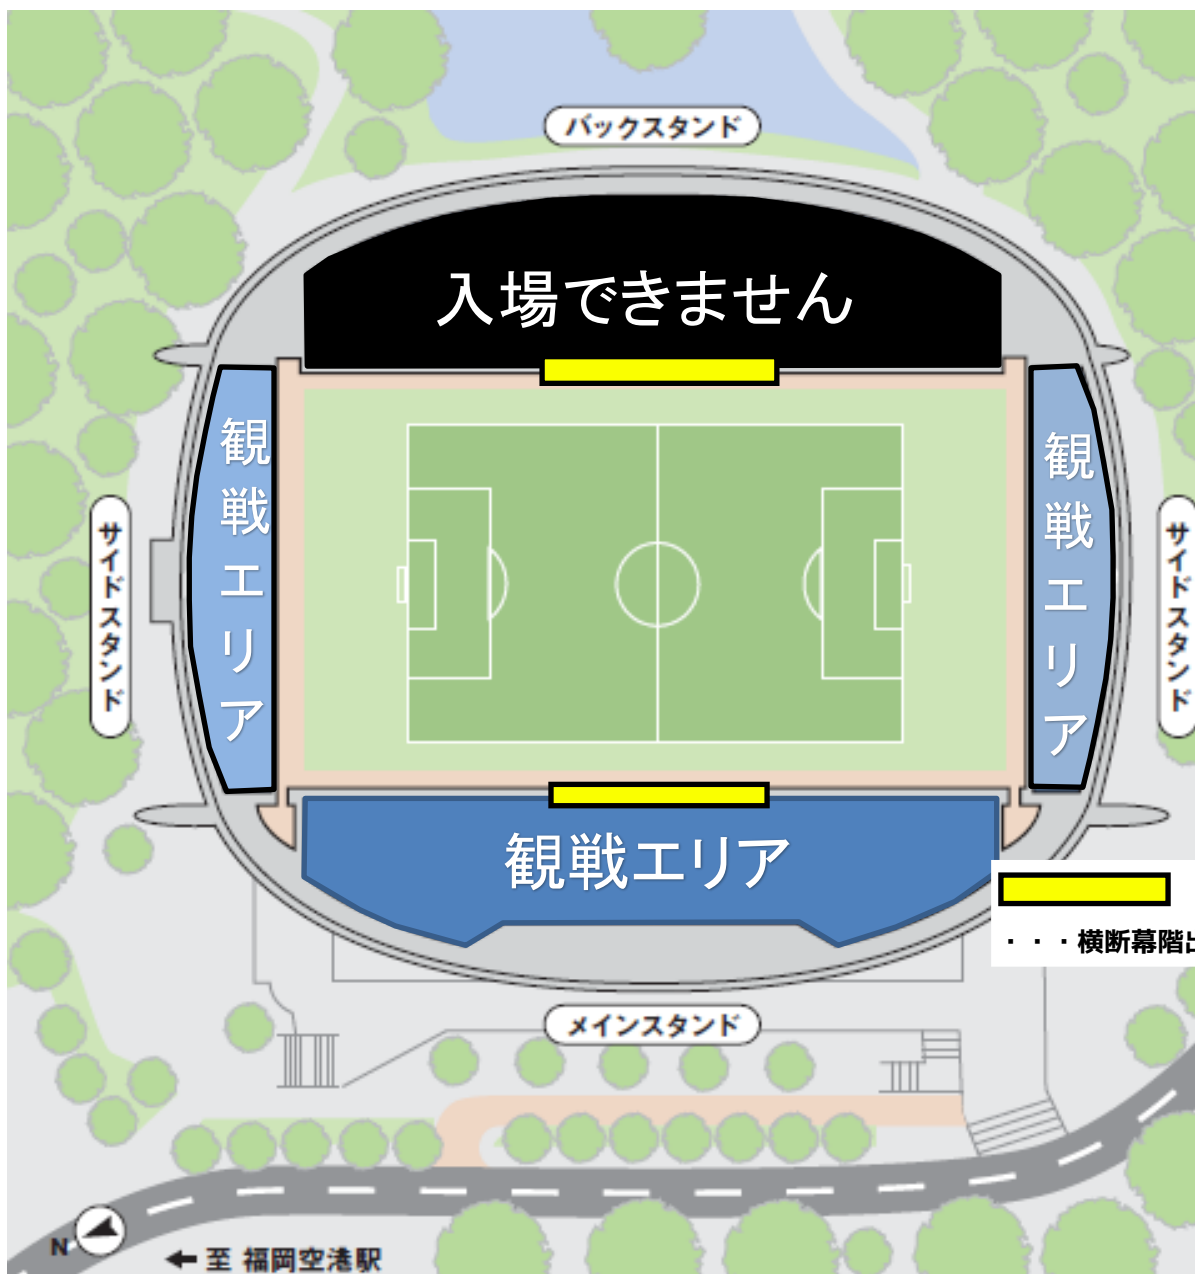 バックスタンド
入場できません
観戦エリア
観戦エリア
サイドスタンド
サイドスタンド
観戦エリア
・・・横断幕階出
メインスタンド
N
← 至 福岡空港駅